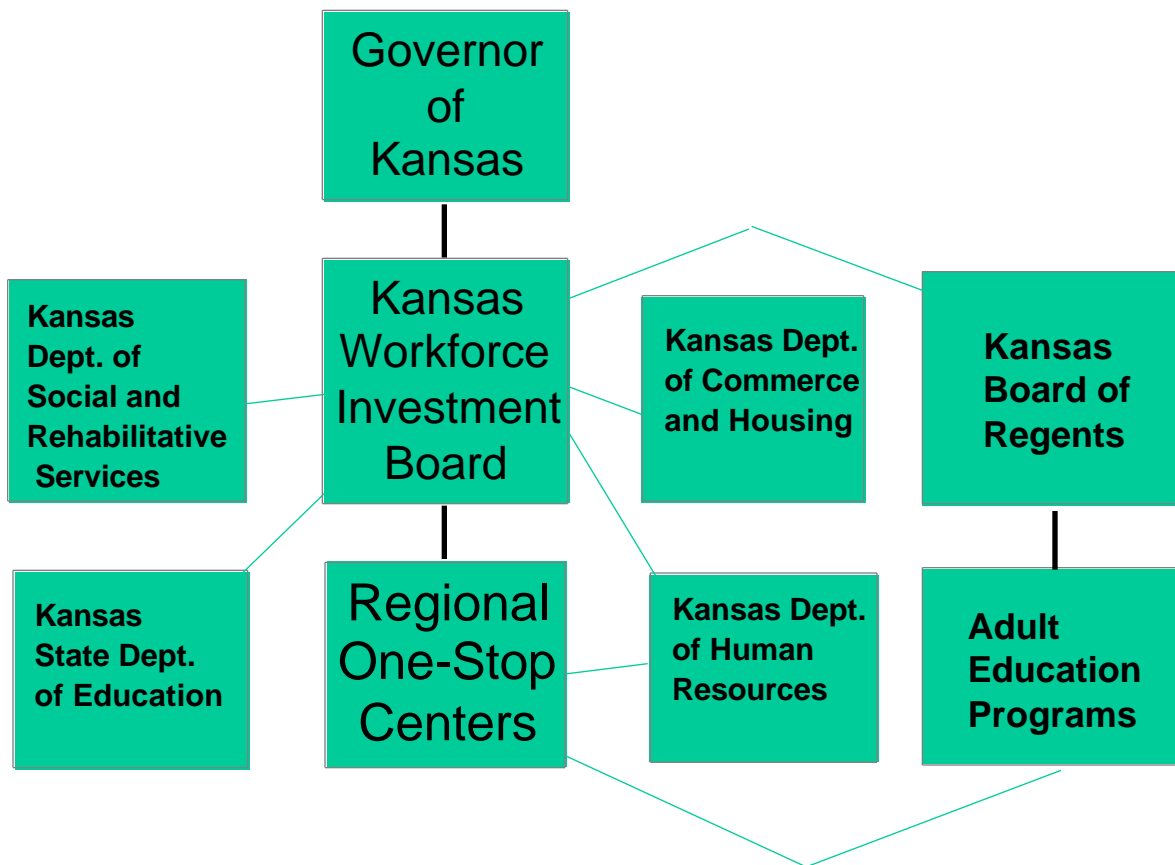 Governor
of
Kansas
Kansas
Dept. of
Social and
Rehabilitative
Services
Kansas
Workforce
Investment
Board
Kansas Dept.
of Commerce
and Housing
Kansas
Board of
Regents
Kansas
State Dept.
of Education
Regional
One-Stop
Centers
Kansas Dept.
of Human
Resources
Adult
Education
Programs